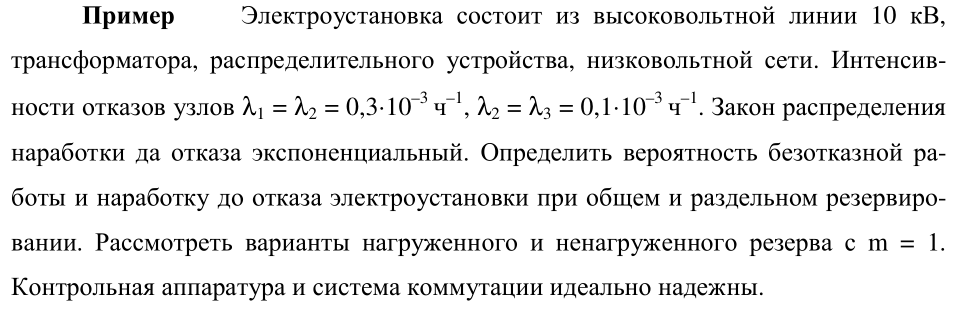 Пример Электроустановка состоит из высоковольтной линии 10 кВ,
трансформатора, распределительного устройства, низковольтной сети. Интенсив-
ности отказов узлов λ₁ = λ₂ = 0,3·10⁻³ ч⁻¹, λ₂ = λ₃ = 0,1·10⁻³ ч⁻¹. Закон распределения
наработки да отказа экспоненциальный. Определить вероятность безотказной ра-
боты и наработку до отказа электроустановки при общем и раздельном резервиро-
вании. Рассмотреть варианты нагруженного и ненагруженного резерва с m = 1.
Контрольная аппаратура и система коммутации идеально надежны.